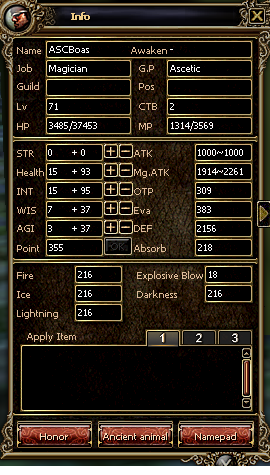 Info
Name ASCBoas Awaken -
Job Magician G.P Ascetic
Guild Pos
Lv 71 CTB 2
HP 3485/37453 MP 1314/3569
STR 0 + 0 + - ATK 1000~1000
Health 15 + 93 + - Mg.ATK 1914~2261
INT 15 + 95 + - OTP 309
WIS 7 + 37 + - Eva 383
AGI 3 + 37 + - DEF 2156
Point 355 OK Absorb 218
Fire 216 Explosive Blow 18
Ice 216 Darkness 216
Lightning 216
Apply Item 1 2 3
Honor Ancient animal Namepad